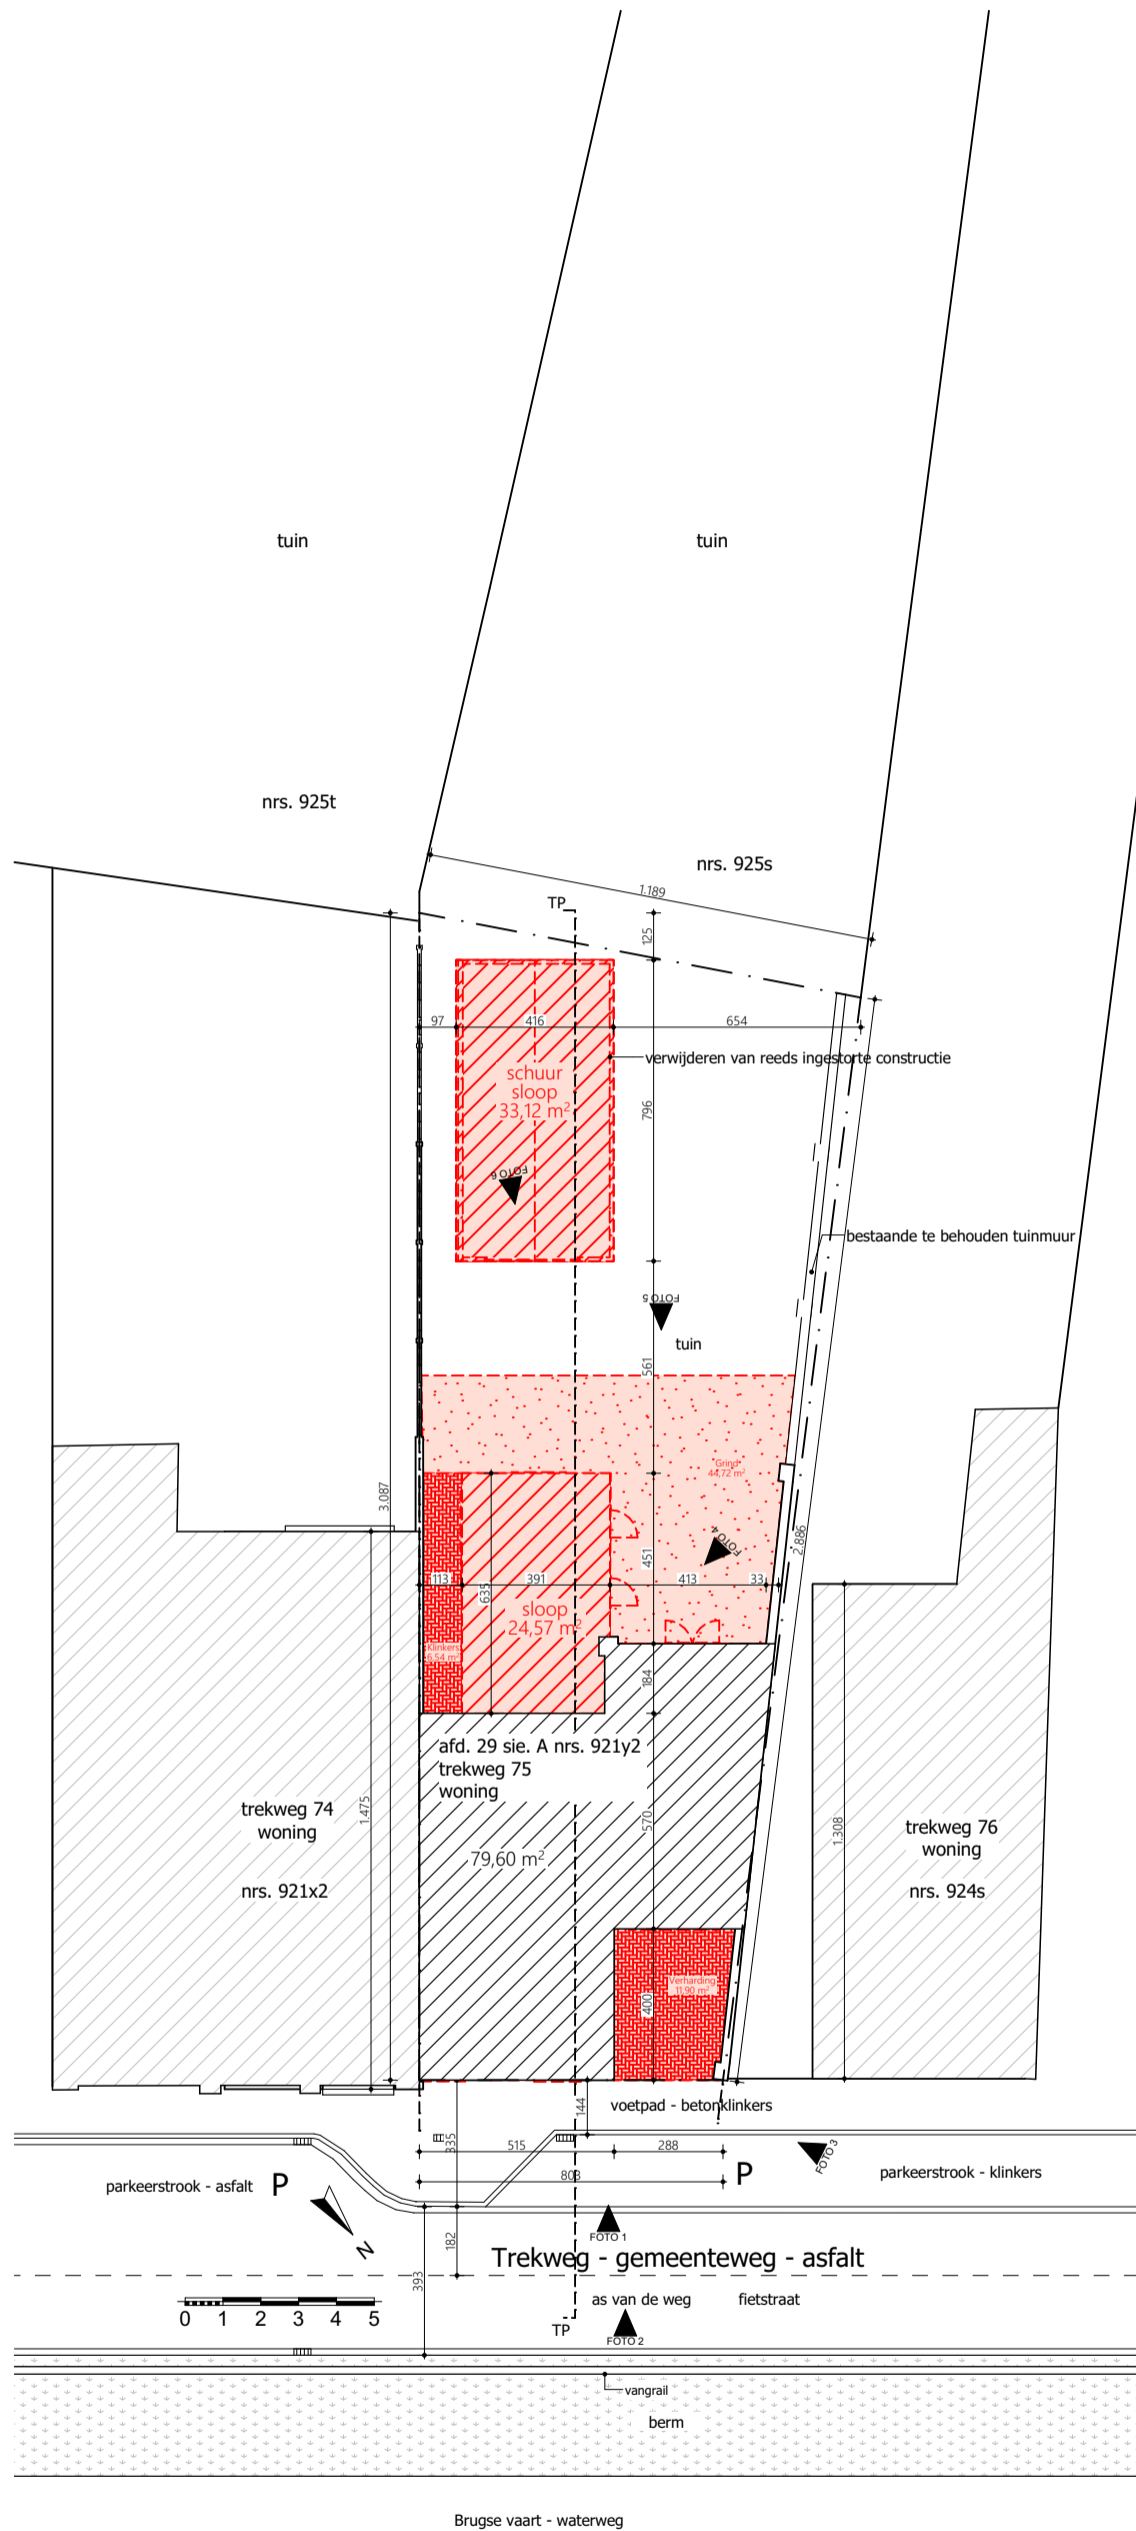 tuin
tuin
nrs. 925t
nrs. 925s
1.189
TP
125
97
416
654
verwijderen van reeds ingestorte constructie
schuur
sloop
33,12 m²
796
FOTO 6
bestaande te behouden tuinmuur
FOTO 5
tuin
561
Grind
44,72 m²
3.087
2.886
FOTO 4
451
113
391
413
33
635
sloop
24,57 m²
Klinkers
6,54 m²
184
afd. 29 sie. A nrs. 921y2
trekweg 75
woning
79,60 m²
570
trekweg 74
woning
nrs. 921x2
1.475
1.308
trekweg 76
woning
nrs. 924s
Verharding
11,90 m²
400
144
voetpad - betonklinkers
335
515
288
803
P
parkeerstrook - asfalt
P
parkeerstrook - klinkers
FOTO 3
N
FOTO 1
182
393
Trekweg - gemeenteweg - asfalt
as van de weg
fietstraat
0 1 2 3 4 5
TP
FOTO 2
vangrail
berm
Brugse vaart - waterweg